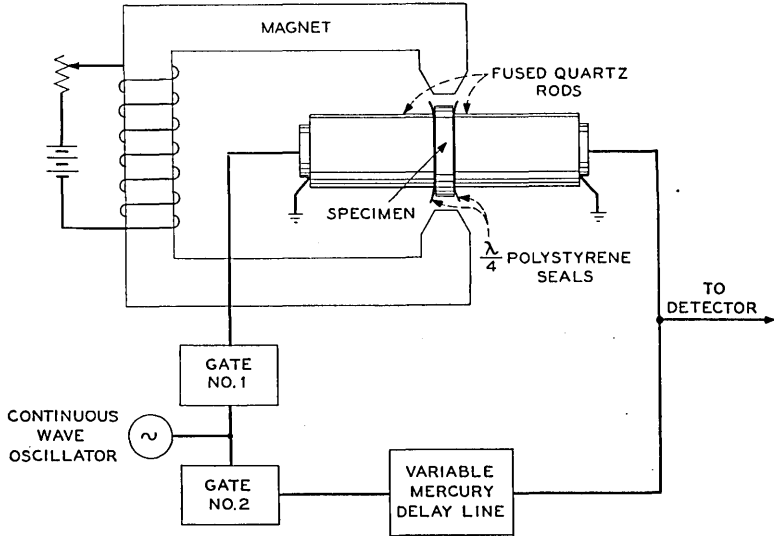 MAGNET
FUSED QUARTZ
RODS
SPECIMEN
λ/4 POLYSTYRENE
SEALS
TO
DETECTOR
GATE
NO.1
CONTINUOUS
WAVE
OSCILLATOR
~
GATE
NO.2
VARIABLE
MERCURY
DELAY LINE